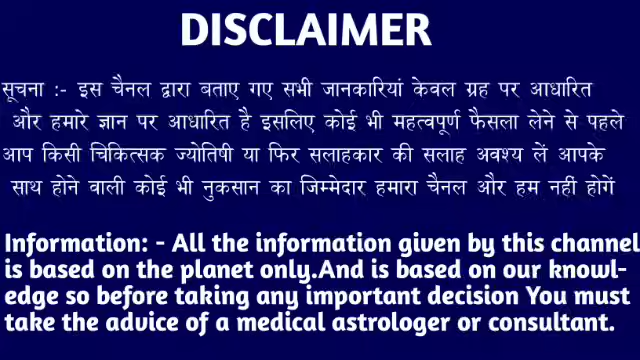 DISCLAIMER
सूचना :- इस चैनल द्वारा बताए गए सभी जानकारियां केवल ग्रह पर आधारित
और हमारे ज्ञान पर आधारित है इसलिए कोई भी महत्वपूर्ण फैसला लेने से पहले
आप किसी चिकित्सक ज्योतिषी या फिर सलाहकार की सलाह अवश्य लें आपके
साथ होने वाली कोई भी नुकसान का जिम्मेदार हमारा चैनल और हम नहीं होगें
Information: - All the information given by this channel
is based on the planet only.And is based on our knowl-
edge so before taking any important decision You must
take the advice of a medical astrologer or consultant.